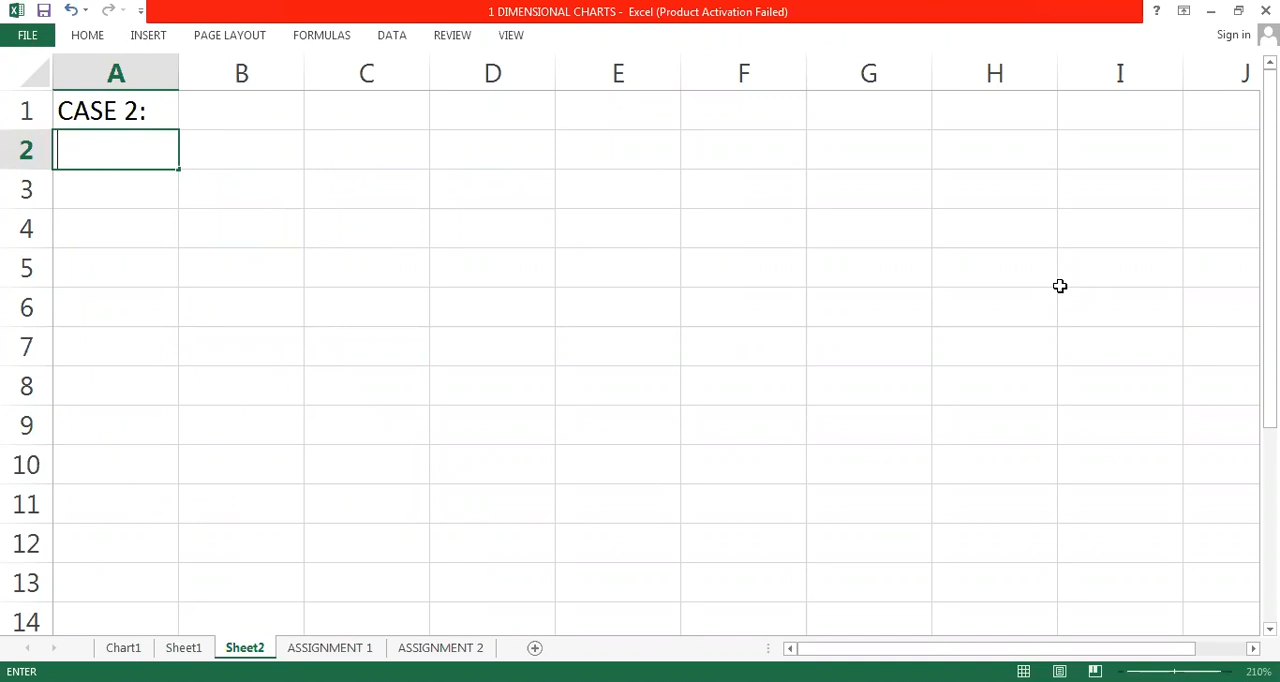 1 DIMENSIONAL CHARTS - Excel (Product Activation Failed)
?
FILE HOME INSERT PAGE LAYOUT FORMULAS DATA REVIEW VIEW Sign in
A B C D E F G H I J
1 CASE 2:
2
3
4
5
6
7
8
9
10
11
12
13
14
Chart1 Sheet1 Sheet2 ASSIGNMENT 1 ASSIGNMENT 2
ENTER 210%